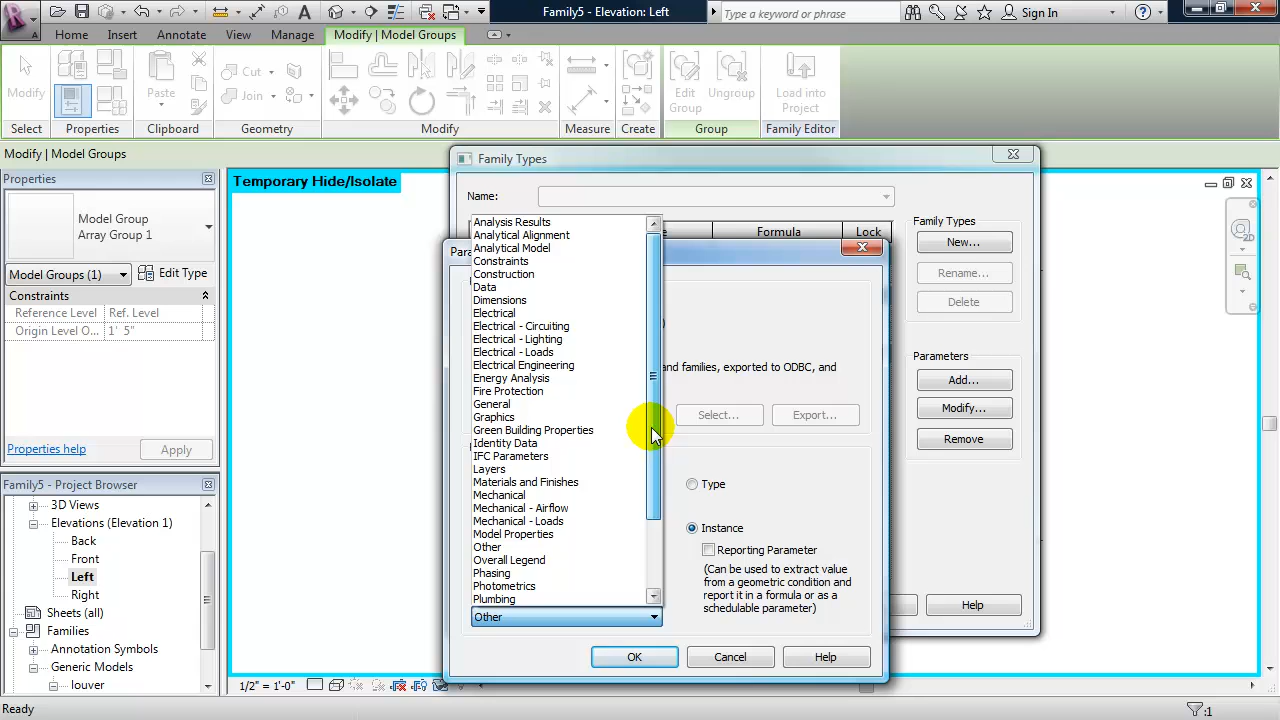 Family5 - Elevation: Left
Type a keyword or phrase
Sign In
Home Insert Annotate View Manage Modify | Model Groups
Modify
Paste
Cut
Join
Edit Group
Ungroup
Load into Project
Select Properties Clipboard Geometry Modify Measure Create Group Family Editor
Modify | Model Groups
Properties
Model Group
Array Group 1
Model Groups (1)
Edit Type
Constraints
Reference Level Ref. Level
Origin Level O... 1' 5"
Properties help
Apply
Family5 - Project Browser
3D Views
Elevations (Elevation 1)
Back
Front
Left
Right
Sheets (all)
Families
Annotation Symbols
Generic Models
louver
Ready
Temporary Hide/Isolate
1/2" = 1'-0"
Family Types
Name:
Formula
Lock
Family Types
New...
Rename...
Delete
Parameters
Add...
Modify...
Remove
Help
Analysis Results
Analytical Alignment
Analytical Model
Constraints
Construction
Data
Dimensions
Electrical
Electrical - Circuiting
Electrical - Lighting
Electrical - Loads
Electrical Engineering
Energy Analysis
Fire Protection
General
Graphics
Green Building Properties
Identity Data
IFC Parameters
Layers
Materials and Finishes
Mechanical
Mechanical - Airflow
Mechanical - Loads
Model Properties
Other
Overall Legend
Phasing
Photometrics
Plumbing
Other
and families, exported to ODBC, and
Select...
Export...
Type
Instance
Reporting Parameter
(Can be used to extract value
from a geometric condition and
report it in a formula or as a
schedulable parameter)
OK
Cancel
Help
:1